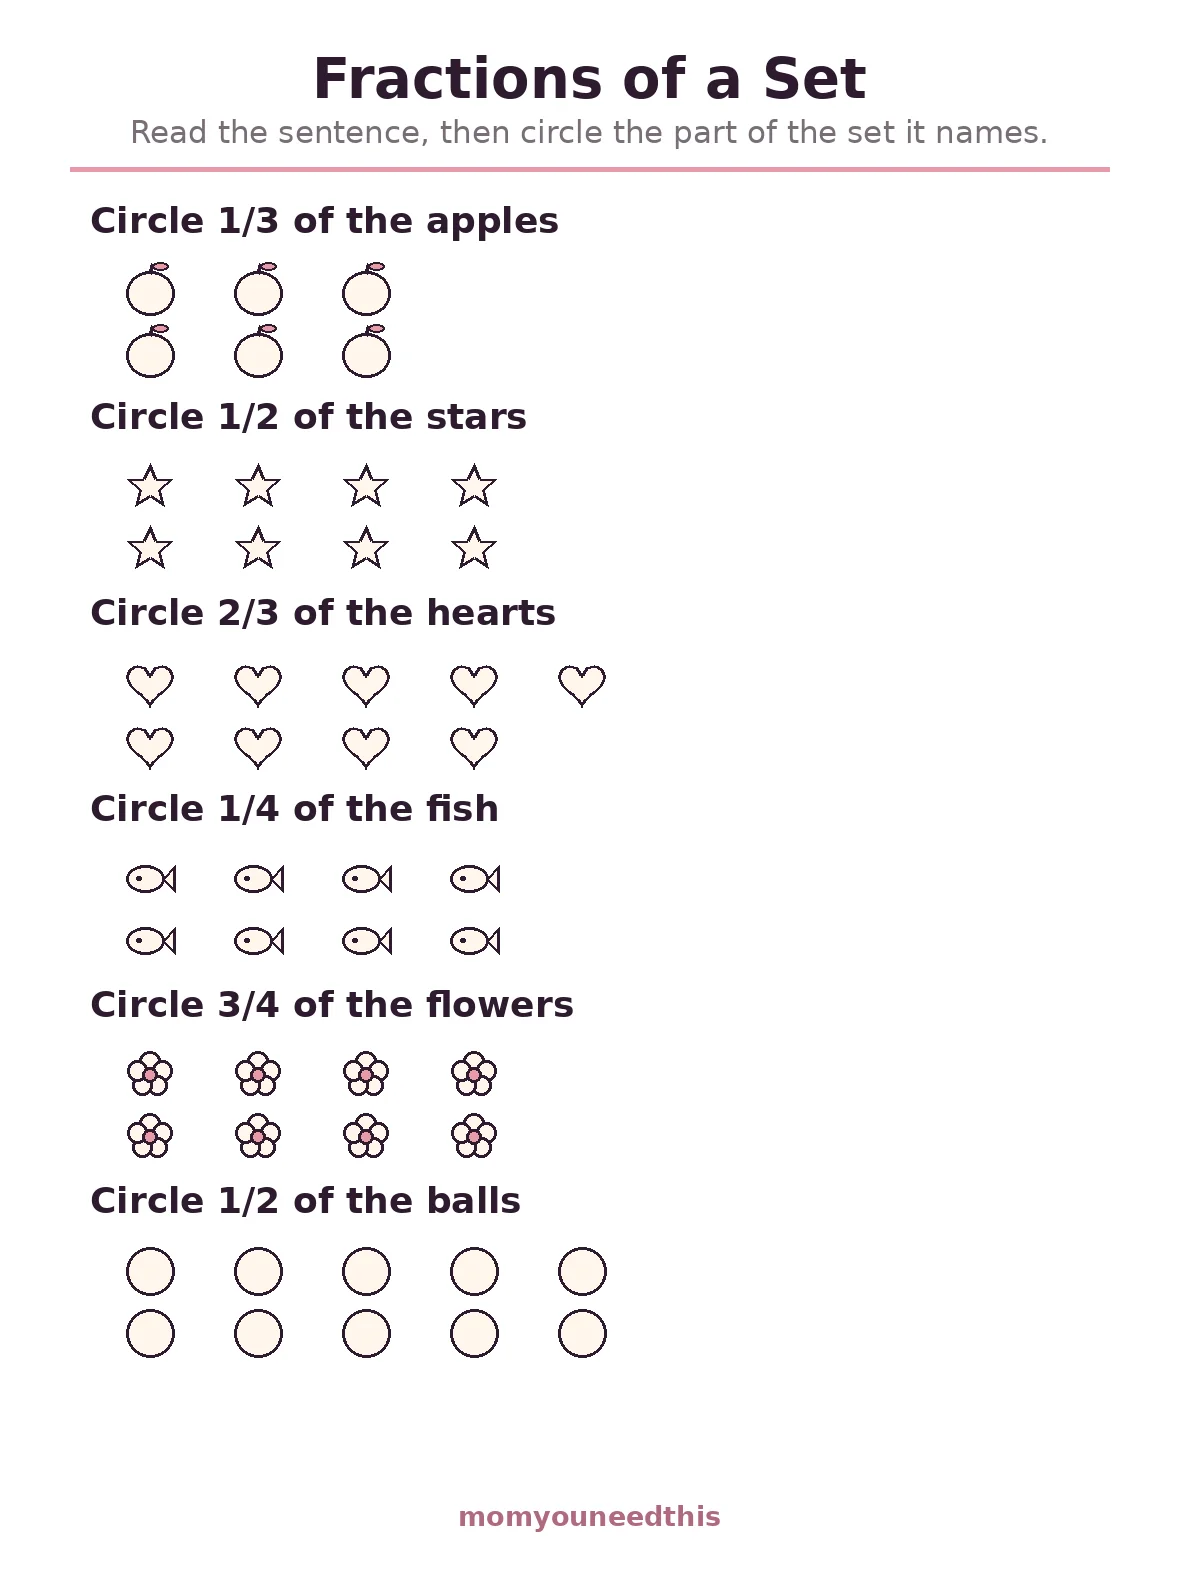 Fractions of a Set
Read the sentence, then circle the part of the set it names.
Circle 1/3 of the apples
Circle 1/2 of the stars
Circle 2/3 of the hearts
Circle 1/4 of the fish
Circle 3/4 of the flowers
Circle 1/2 of the balls
momyouneedthis